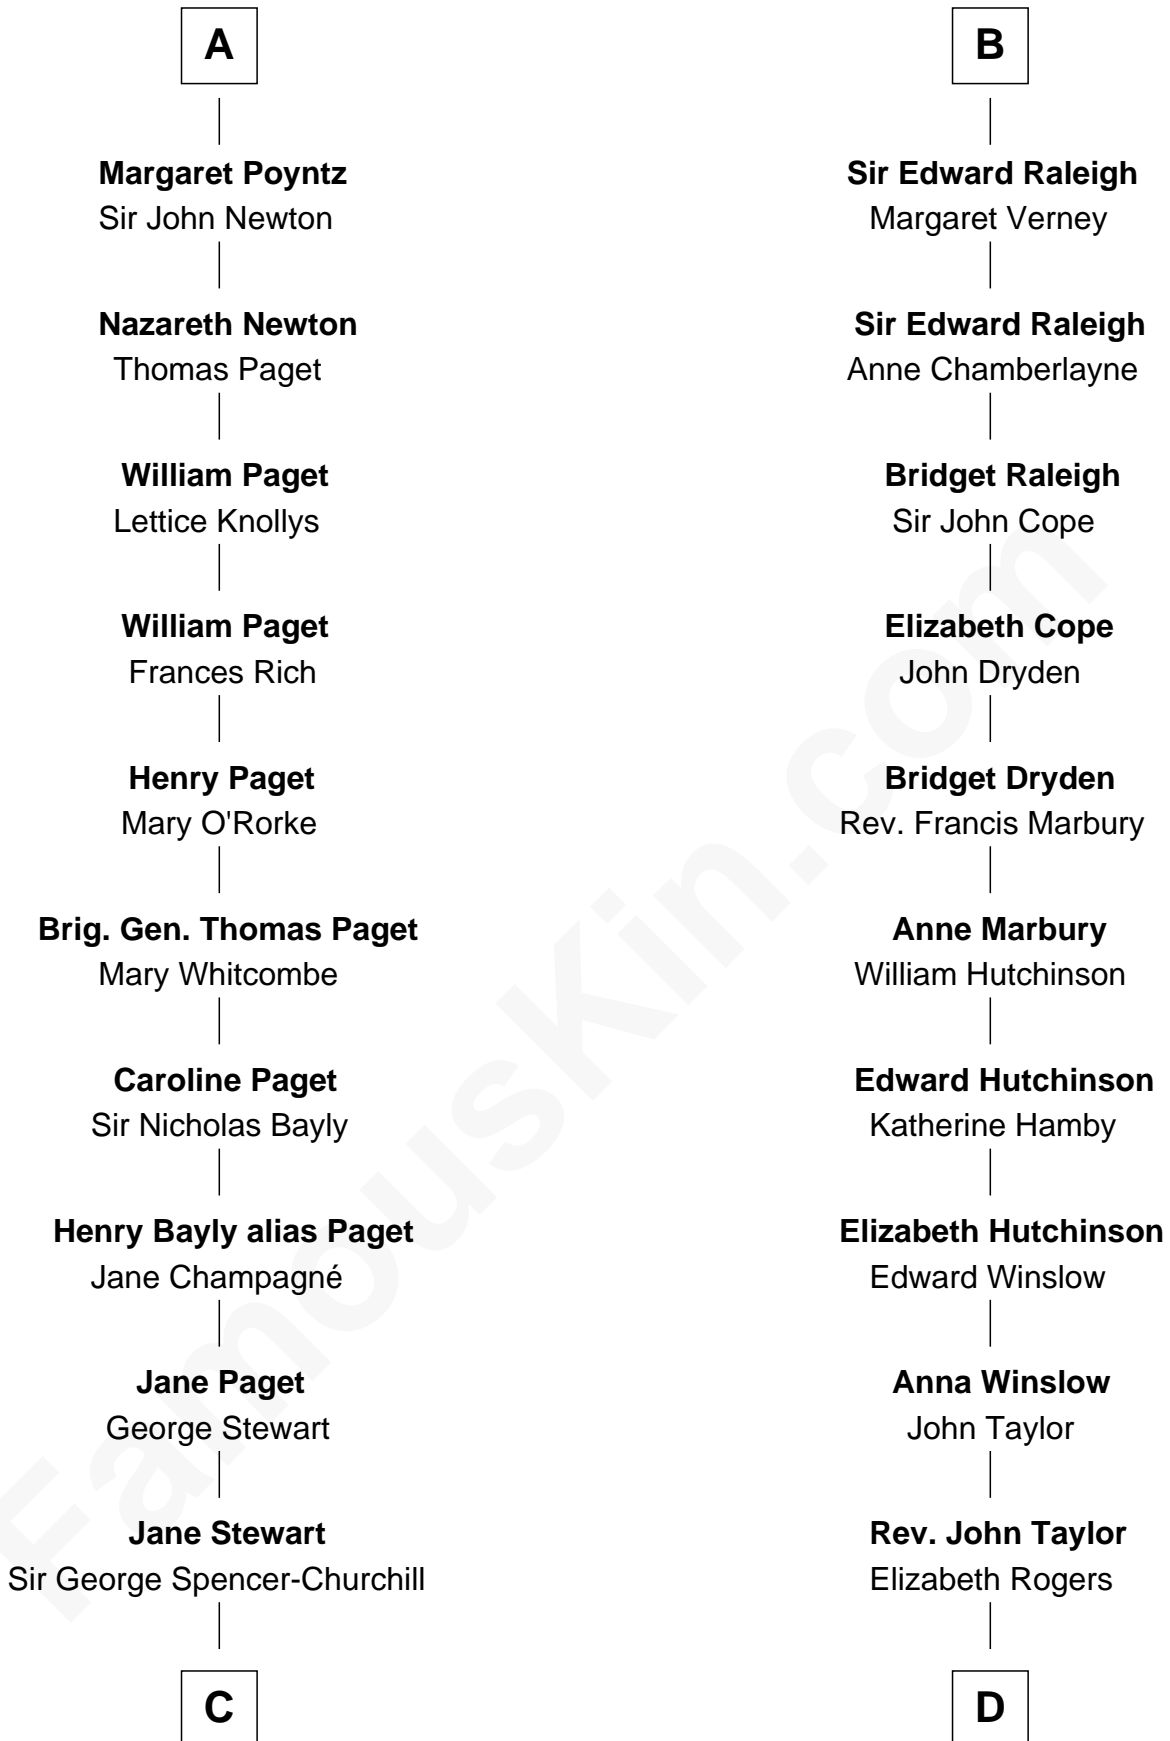 A
Margaret Poyntz
Sir John Newton
Nazareth Newton
Thomas Paget
William Paget
Lettice Knollys
William Paget
Frances Rich
Henry Paget
Mary O'Rorke
Brig. Gen. Thomas Paget
Mary Whitcombe
Caroline Paget
Sir Nicholas Bayly
Henry Bayly alias Paget
Jane Champagné
Jane Paget
George Stewart
Jane Stewart
Sir George Spencer-Churchill
C
B
Sir Edward Raleigh
Margaret Verney
Sir Edward Raleigh
Anne Chamberlayne
Bridget Raleigh
Sir John Cope
Elizabeth Cope
John Dryden
Bridget Dryden
Rev. Francis Marbury
Anne Marbury
William Hutchinson
Edward Hutchinson
Katherine Hamby
Elizabeth Hutchinson
Edward Winslow
Anna Winslow
John Taylor
Rev. John Taylor
Elizabeth Rogers
D
FamousKin.com